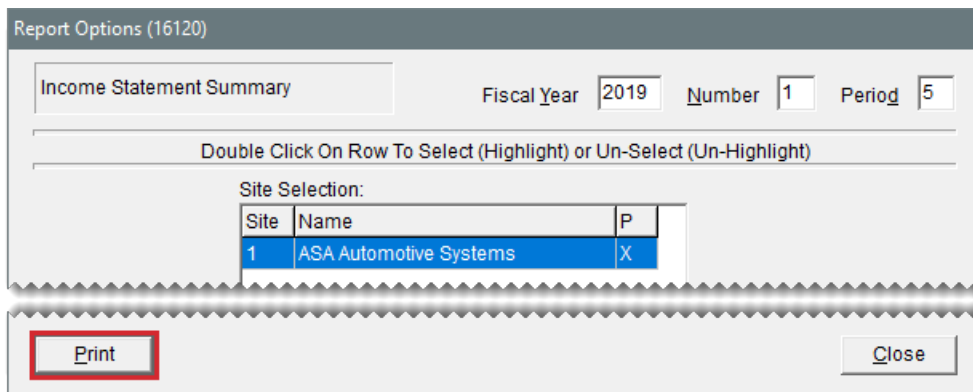 Report Options (16120)
Income Statement Summary
Fiscal Year 2019 Number 1 Period 5
Double Click On Row To Select (Highlight) or Un-Select (Un-Highlight)
Site Selection:
Site Name P
1 ASA Automotive Systems X
Print Close